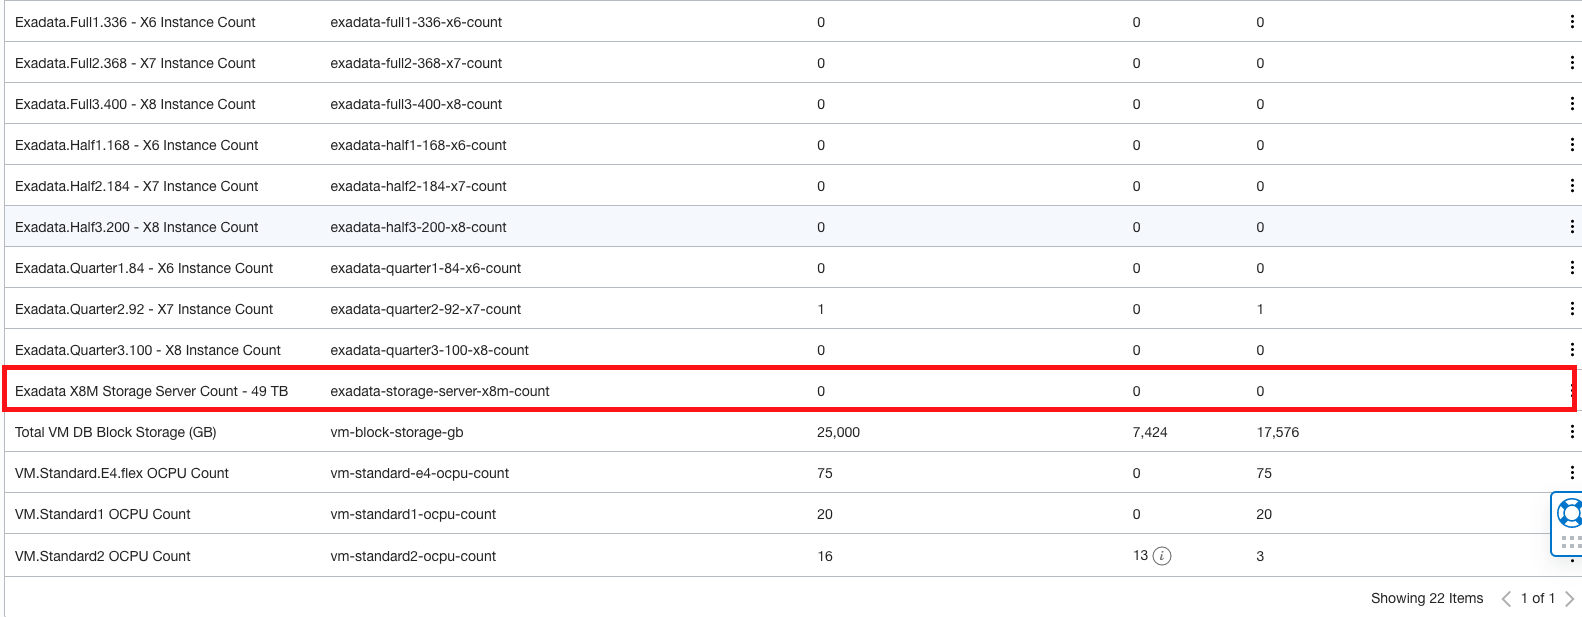 Exadata.Full1.336 - X6 Instance Count exadata-full1-336-x6-count 0 0 0
Exadata.Full2.368 - X7 Instance Count exadata-full2-368-x7-count 0 0 0
Exadata.Full3.400 - X8 Instance Count exadata-full3-400-x8-count 0 0 0
Exadata.Half1.168 - X6 Instance Count exadata-half1-168-x6-count 0 0 0
Exadata.Half2.184 - X7 Instance Count exadata-half2-184-x7-count 0 0 0
Exadata.Half3.200 - X8 Instance Count exadata-half3-200-x8-count 0 0 0
Exadata.Quarter1.84 - X6 Instance Count exadata-quarter1-84-x6-count 0 0 0
Exadata.Quarter2.92 - X7 Instance Count exadata-quarter2-92-x7-count 1 0 1
Exadata.Quarter3.100 - X8 Instance Count exadata-quarter3-100-x8-count 0 0 0
Exadata X8M Storage Server Count - 49 TB exadata-storage-server-x8m-count 0 0 0
Total VM DB Block Storage (GB) vm-block-storage-gb 25,000 7,424 17,576
VM.Standard.E4.flex OCPU Count vm-standard-e4-ocpu-count 75 0 75
VM.Standard1 OCPU Count vm-standard1-ocpu-count 20 0 20
VM.Standard2 OCPU Count vm-standard2-ocpu-count 16 13 i 3
Showing 22 Items < 1 of 1 >